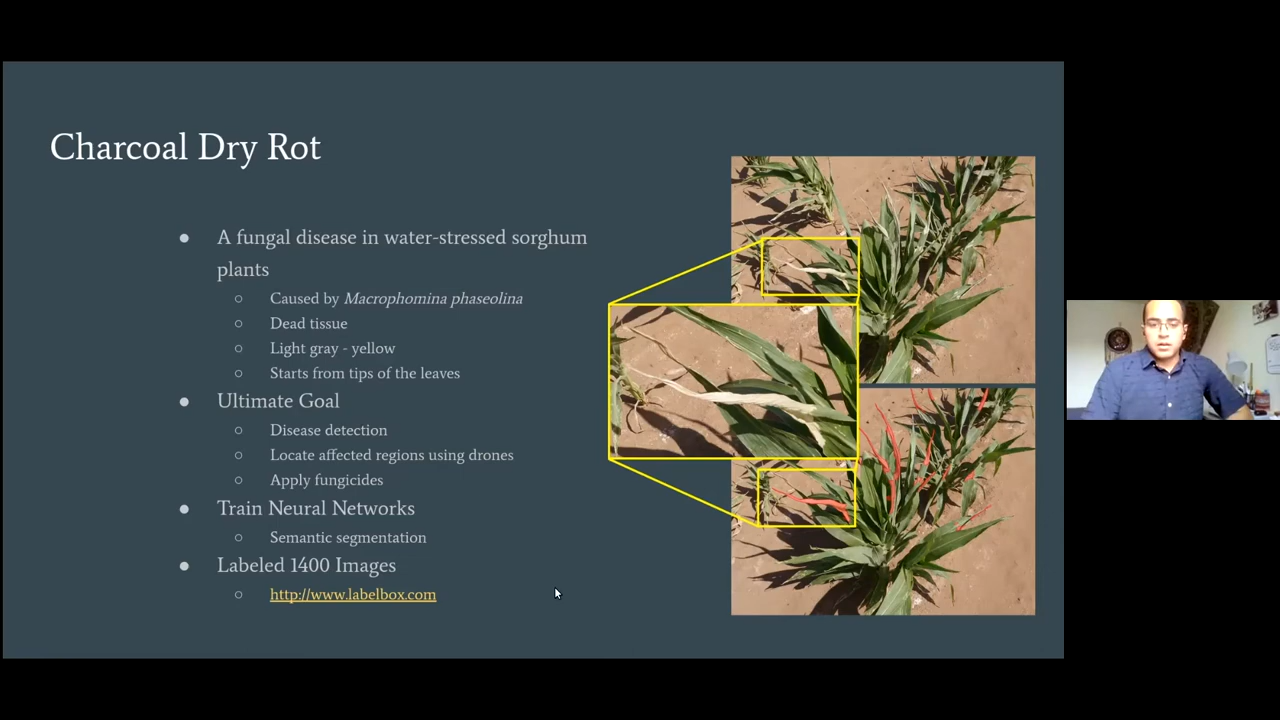 Charcoal Dry Rot
● A fungal disease in water-stressed sorghum
plants
○ Caused by Macrophomina phaseolina
○ Dead tissue
○ Light gray - yellow
○ Starts from tips of the leaves
● Ultimate Goal
○ Disease detection
○ Locate affected regions using drones
○ Apply fungicides
● Train Neural Networks
○ Semantic segmentation
● Labeled 1400 Images
○ http://www.labelbox.com